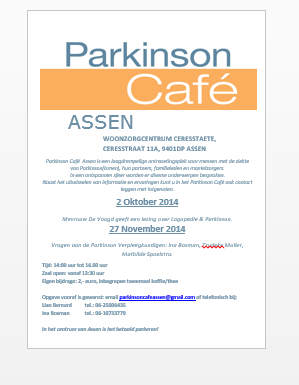 Parkinson
Café
ASSEN
WOONZORGCENTRUM CERESSTAETE,
CERESSTRAAT 11A, 9401DP ASSEN
Parkinson Café Assen is een laagdrempelige ontmoetingsplek voor mensen met de ziekte
van Parkinson(ismen), hun partners, familieleden en mantelzorgers.
In een ontspannen sfeer worden er diverse onderwerpen besproken.
Naast het uitwisselen van informatie en ervaringen kunt u in het Parkinson Café ook contact
leggen met lotgenoten.
2 Oktober 2014
Mevrouw De Voogd geeft een lezing over Logopedie & Parkinson.
27 November 2014
Vragen aan de Parkinson Verpleegkundigen: Ina Bosman, Muller,
Mathilde Spoelstra.
Tijd: 14:00 uur tot 16.00 uur
Zaal open: vanaf 13:30 uur
Eigen bijdrage: 2,- euro, inbegrepen tweemaal koffie/thee
Opgave vooraf is gewenst: email parkinsoncafeassen@gmail.com of telefonisch bij:
Liae Bernard tel.: 06-25806435
Ina Bosman tel.: 06-10733779
In het centrum van Assen is het betaald parkeren!